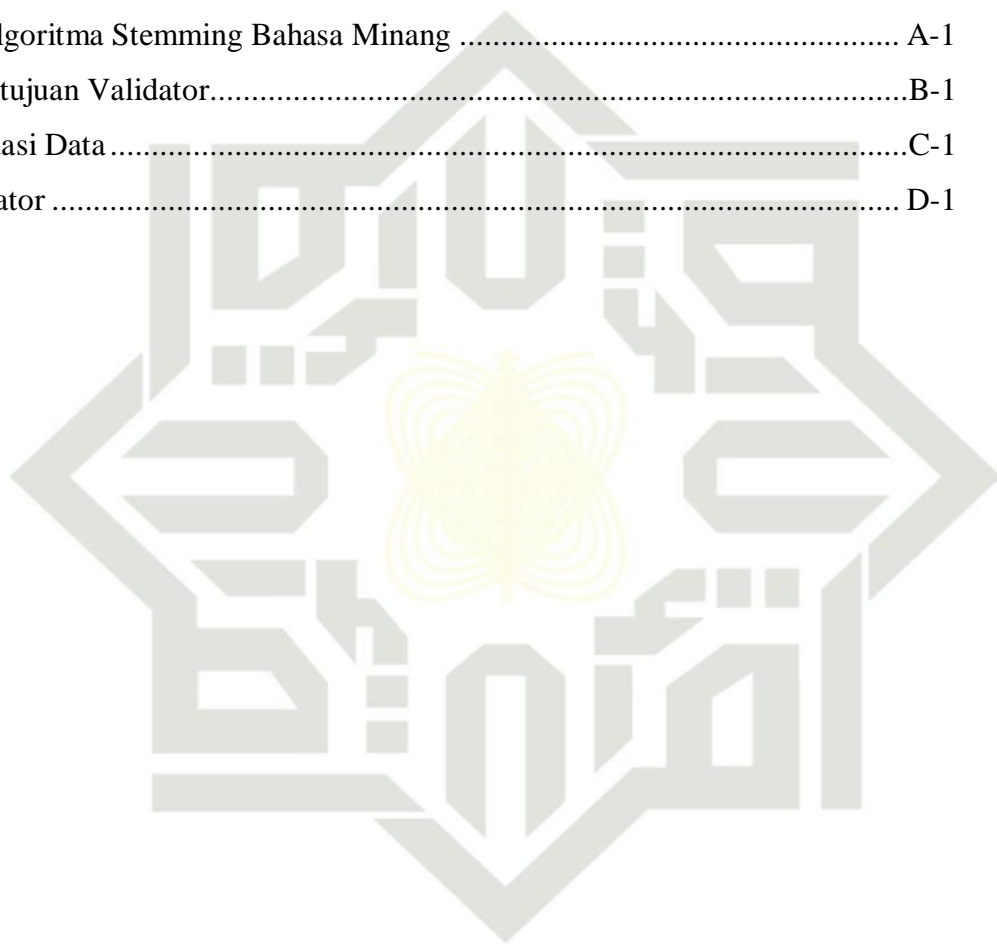 lgoritma Stemming Bahasa Minang ..................................................... A-1
tujuan Validator....................................................................................B-1
asi Data ................................................................................................C-1
ator ...................................................................................................... D-1